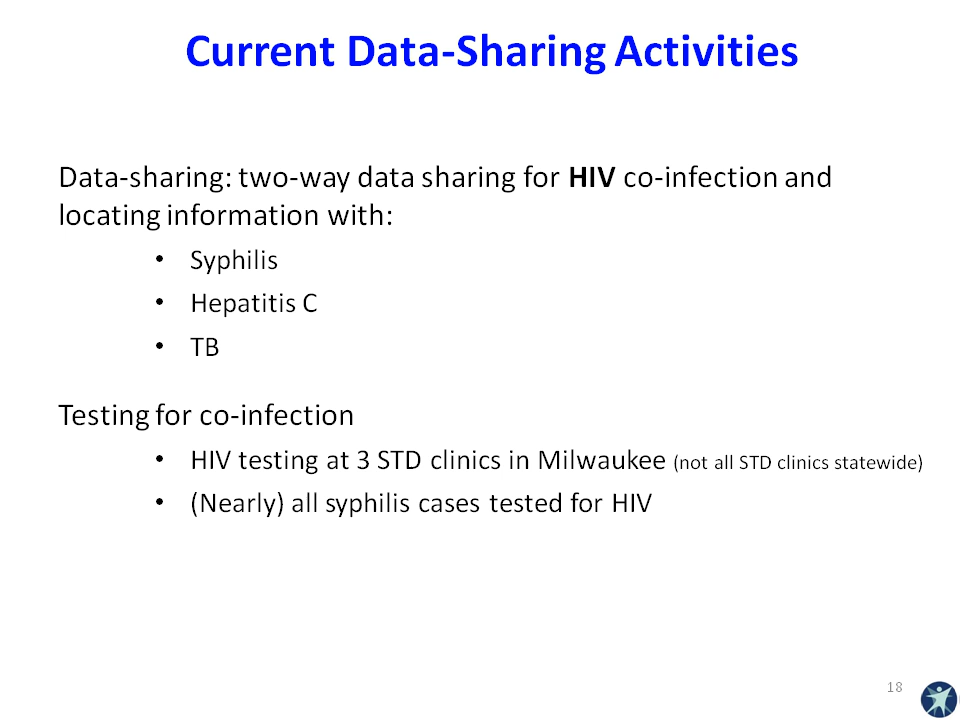 Current Data-Sharing Activities
Data-sharing: two-way data sharing for HIV co-infection and
locating information with:
• Syphilis
• Hepatitis C
• TB
Testing for co-infection
• HIV testing at 3 STD clinics in Milwaukee (not all STD clinics statewide)
• (Nearly) all syphilis cases tested for HIV
18